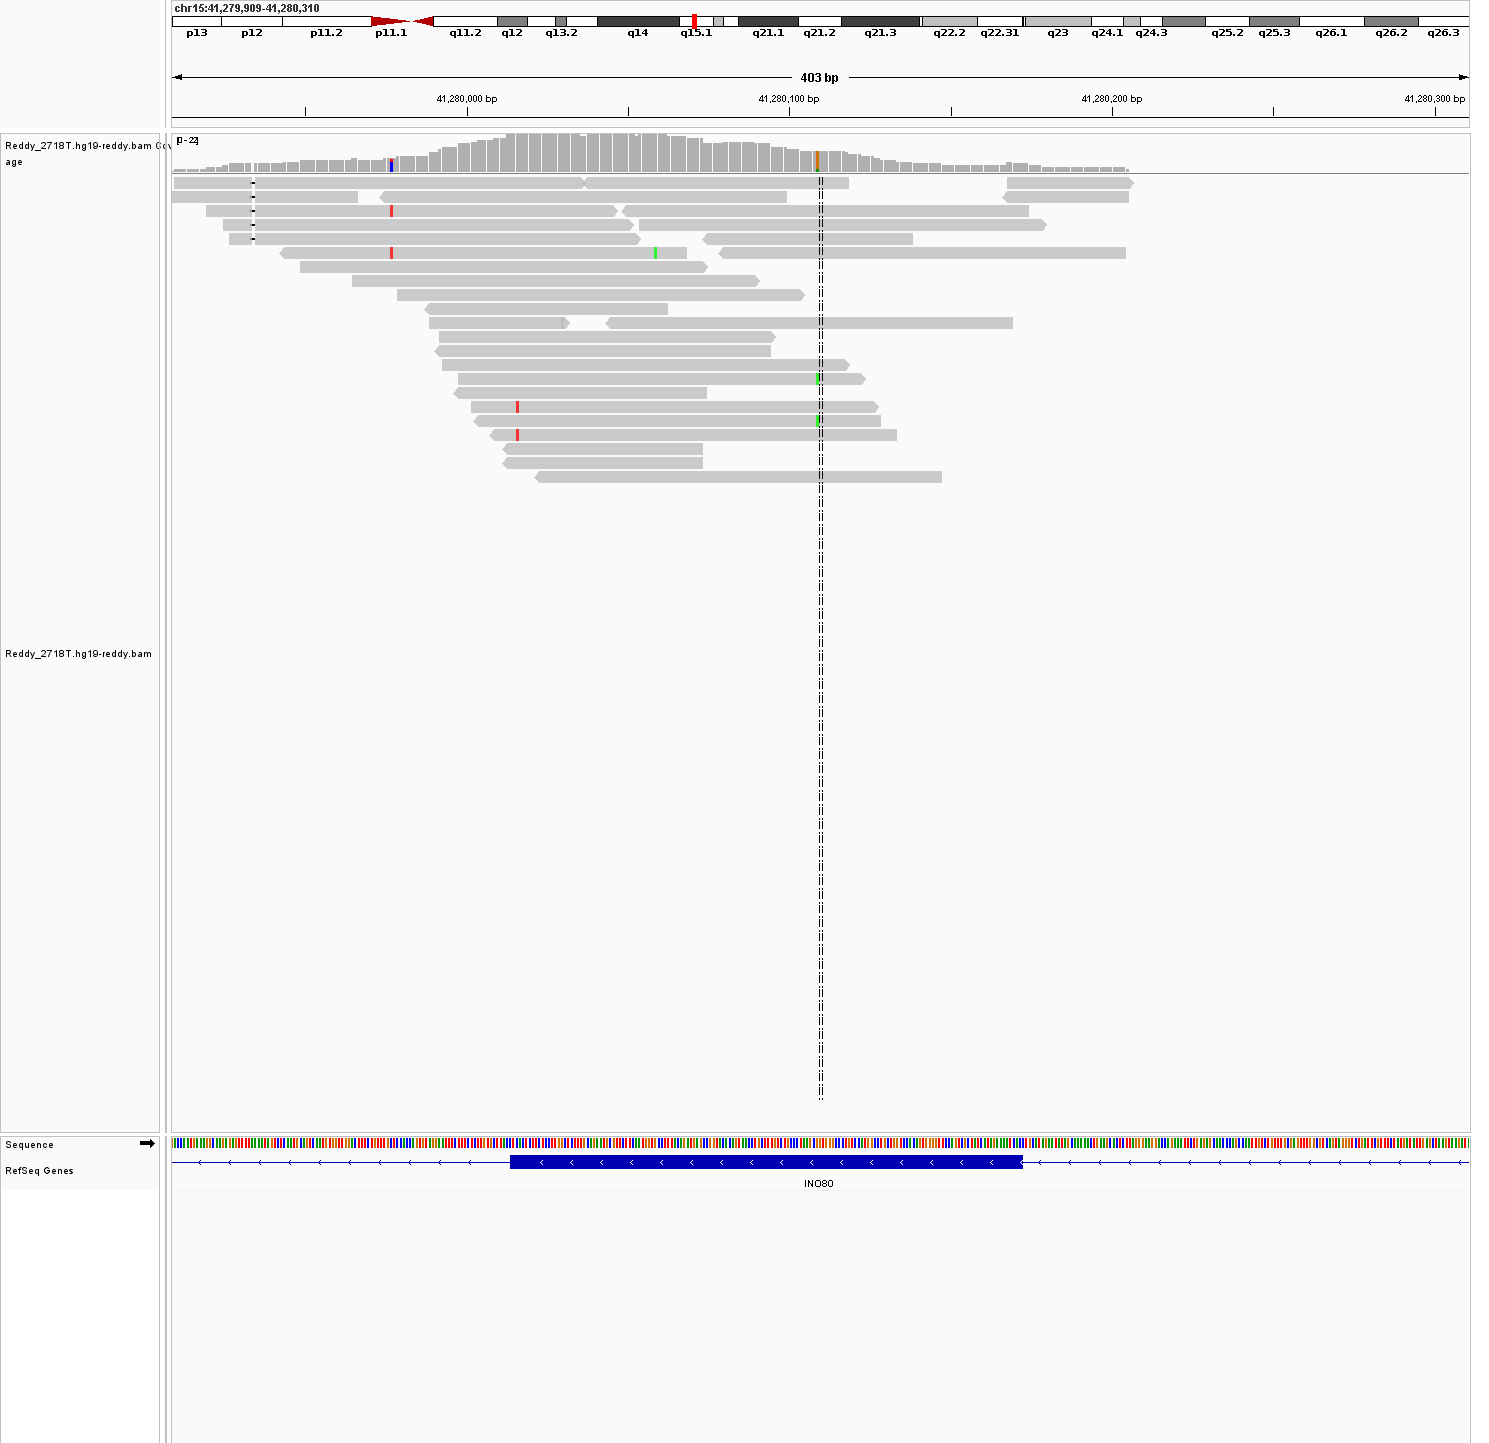 chr15:41,279,909-41,280,310
p13 p12 p11.2 p11.1 q11.2 q12 q13.2 q14 q15.1 q21.1 q21.2 q21.3 q22.2 q22.31 q23 q24.1 q24.3 q25.2 q25.3 q26.1 q26.2 q26.3
403 bp
41,280,000 bp 41,280,100 bp 41,280,200 bp 41,280,300 bp
[0 - 22]
Reddy_2718T.hg19-reddy.bam Cov
age
Reddy_2718T.hg19-reddy.bam
Sequence
RefSeq Genes
INO80